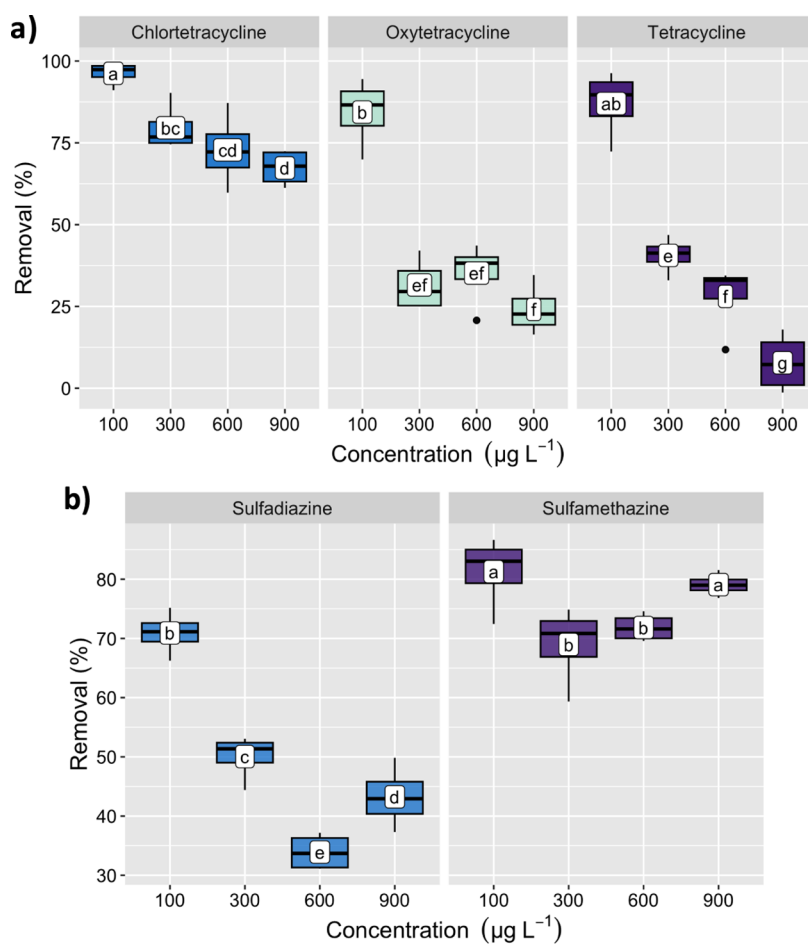 a)
Chlortetracycline Oxytetracycline Tetracycline
Removal (%)
100
75
50
25
0
a
bc
cd
d
b
ef
ef
f
ab
e
f
g
100 300 600 900 100 300 600 900 100 300 600 900
Concentration (µg L⁻¹)
b)
Sulfadiazine Sulfamethazine
Removal (%)
80
70
60
50
40
30
b
c
e
d
a
b
b
a
100 300 600 900 100 300 600 900
Concentration (µg L⁻¹)